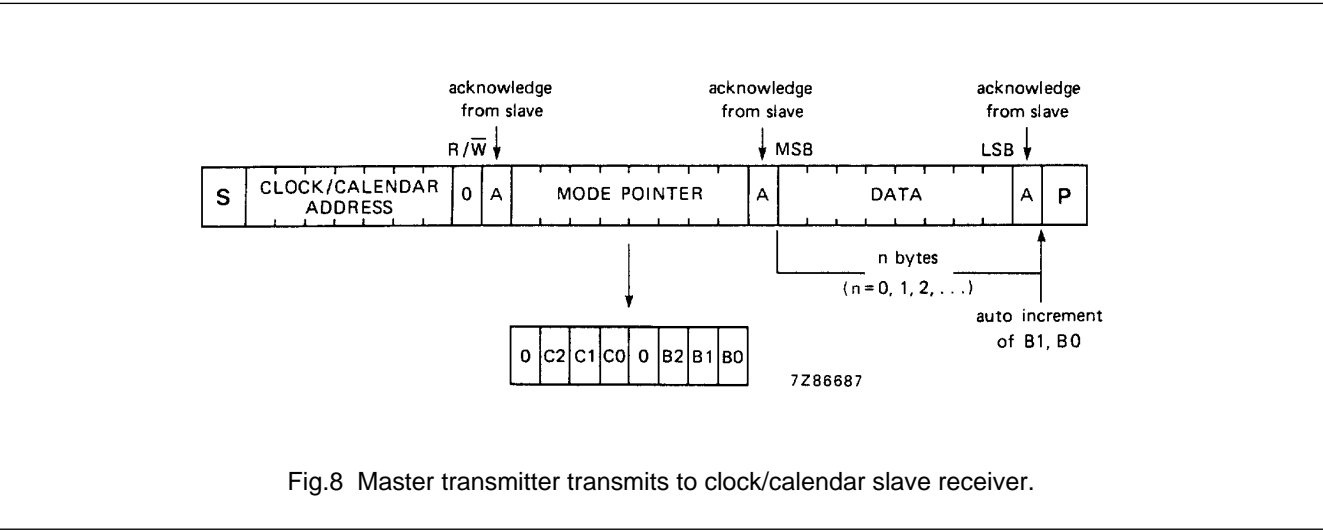 acknowledge
from slave
acknowledge
from slave
acknowledge
from slave
R/W̅
MSB
LSB
S
CLOCK/CALENDAR
ADDRESS
0
A
MODE POINTER
A
DATA
A
P
n bytes
(n=0, 1, 2, . . .)
auto increment
of B1, B0
0 C2 C1 C0 0 B2 B1 B0
7Z86687
Fig.8 Master transmitter transmits to clock/calendar slave receiver.